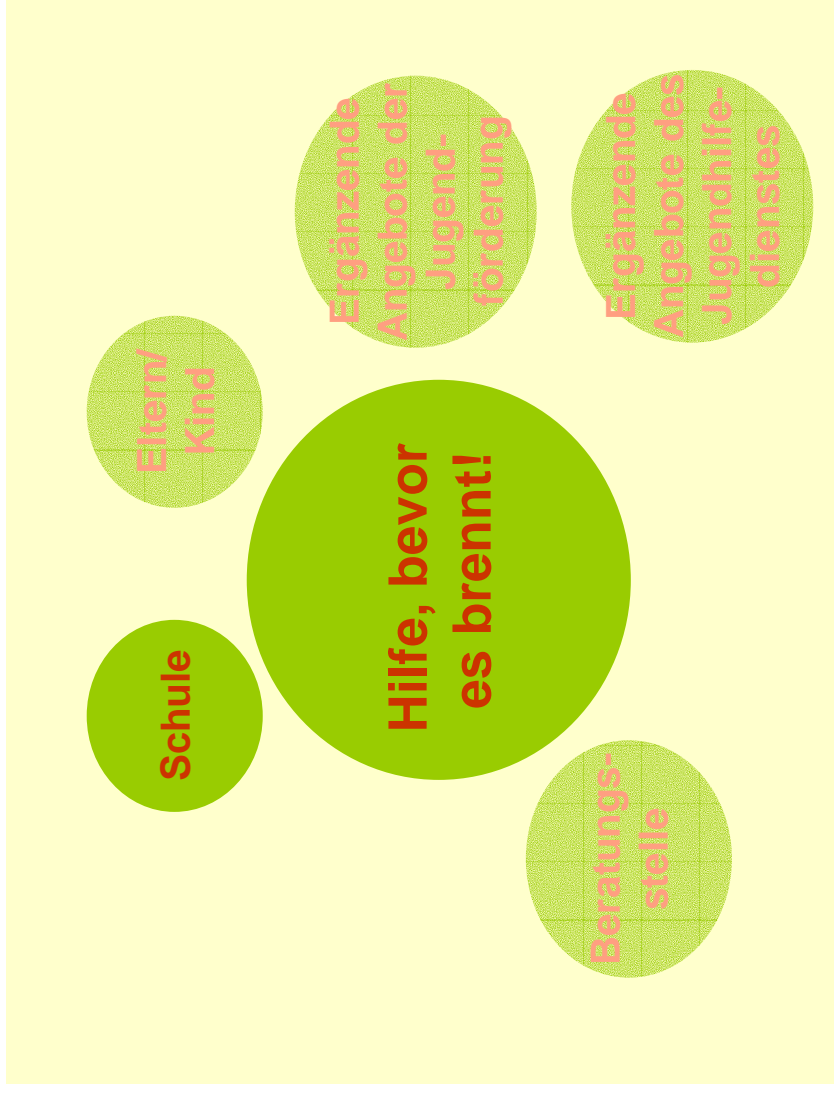 Schule
Eltern/
Kind
Hilfe, bevor
es brennt!
Ergänzende
Angebote der
Jugend-
förderung
Beratungs-
stelle
Ergänzende
Angebote des
Jugendhilfe-
dienstes